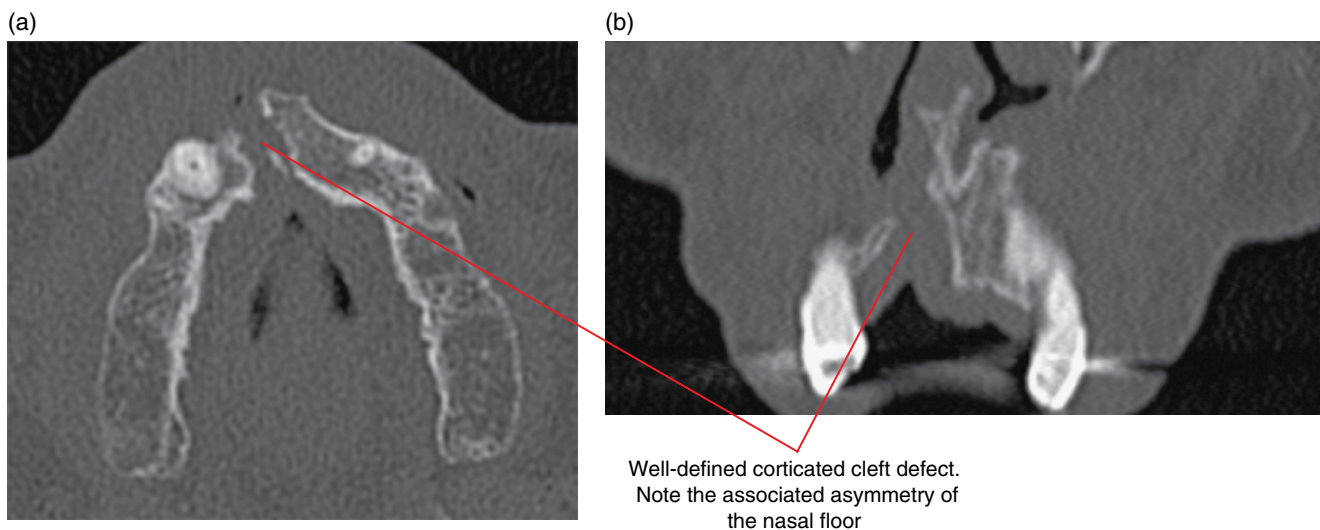 (a)
(b)
Well-defined corticated cleft defect.
Note the associated asymmetry of
the nasal floor